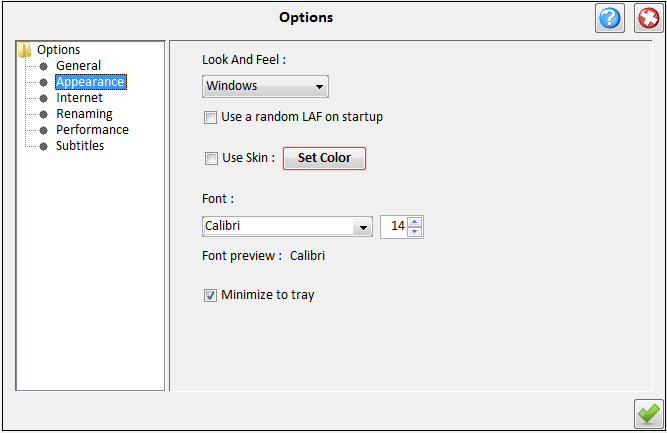 Options
Options
General
Appearance
Internet
Renaming
Performance
Subtitles
Look And Feel :
Windows
Use a random LAF on startup
Use Skin : Set Color
Font :
Calibri 14
Font preview : Calibri
Minimize to tray